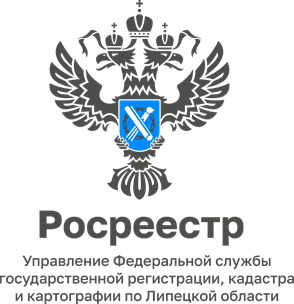 Росреестр
Управление Федеральной службы
государственной регистрации, кадастра
и картографии по Липецкой области